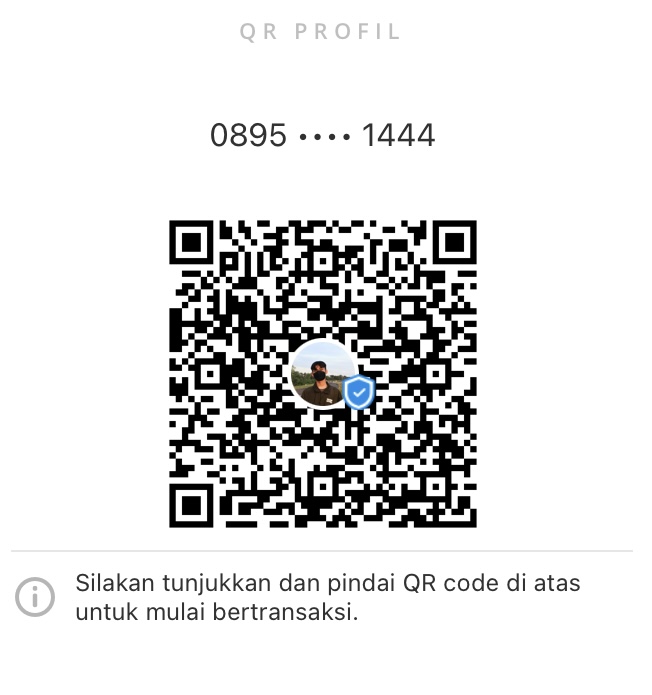 QR PROFIL
0895 •••• 1444
Silakan tunjukkan dan pindai QR code di atas
untuk mulai bertransaksi.